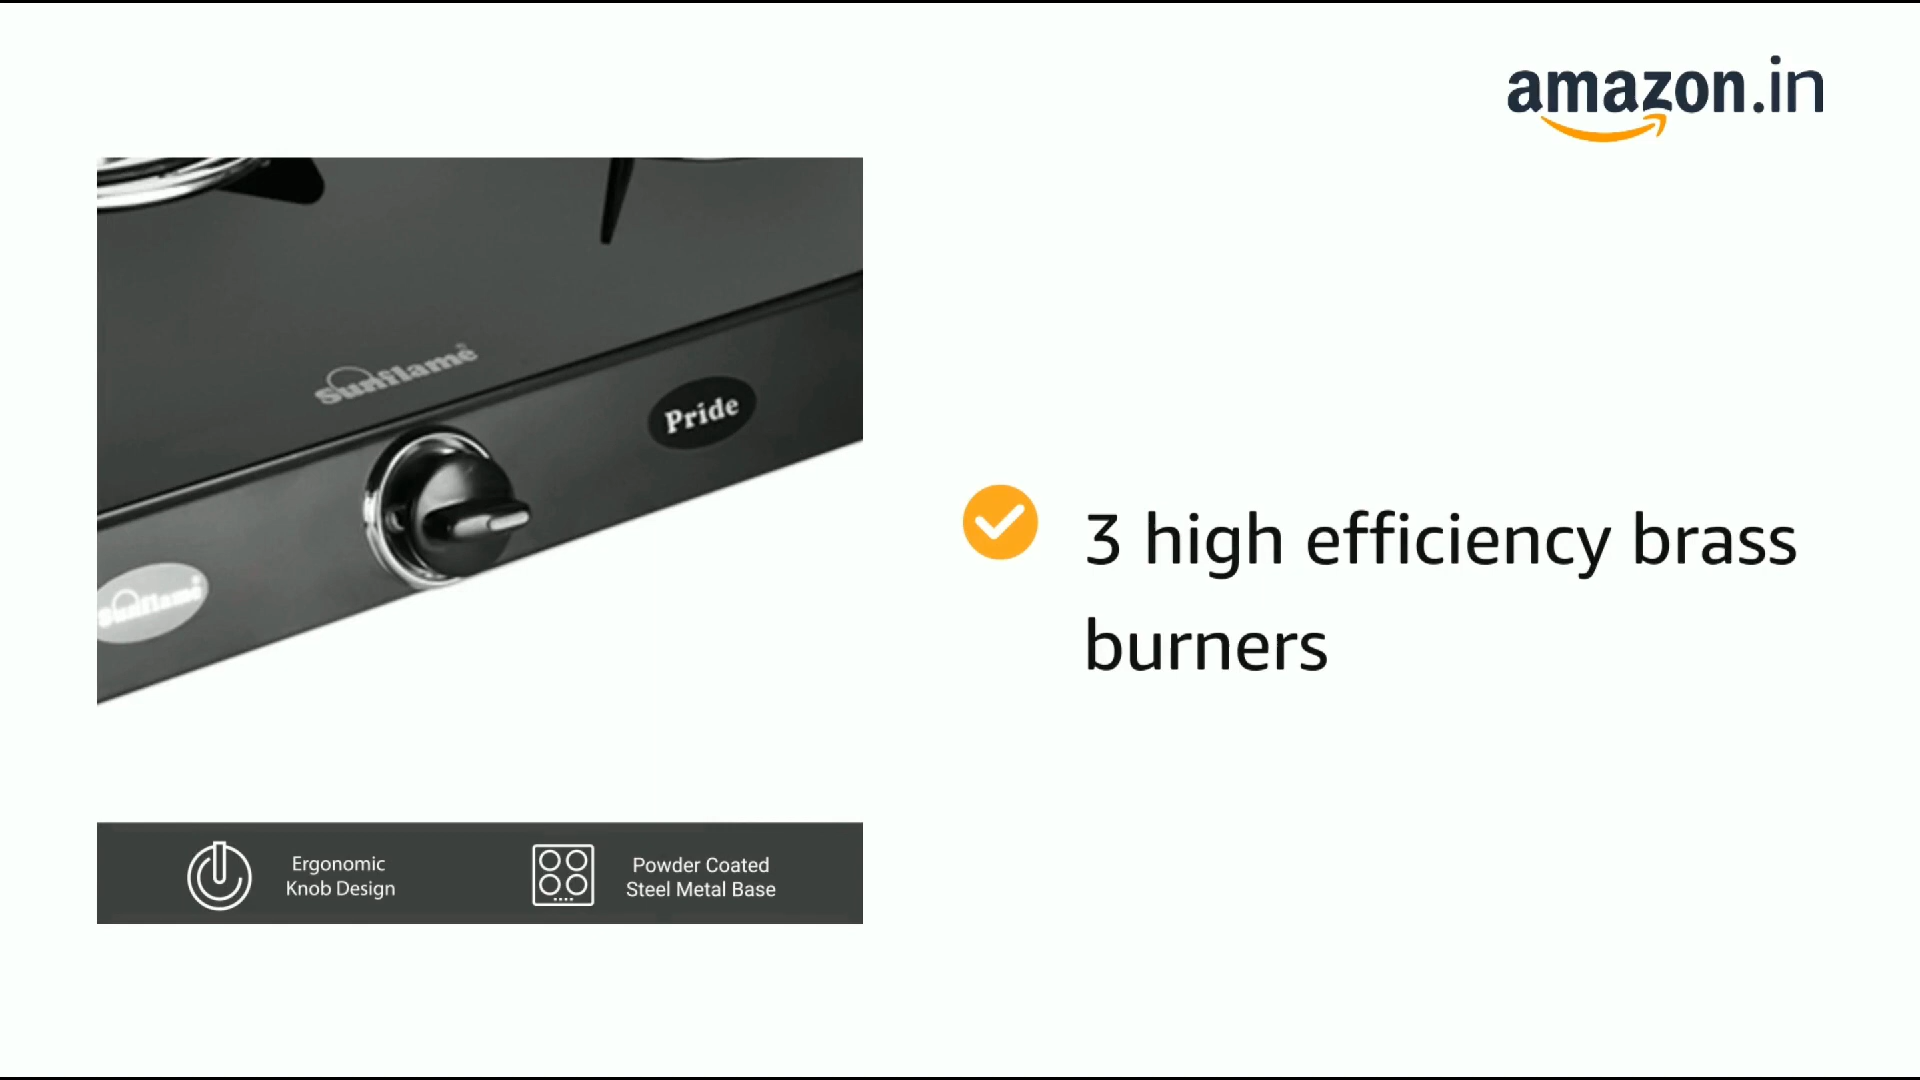 amazon.in
Sunflame
Pride
Sunflame
3 high efficiency brass
burners
Ergonomic
Knob Design
Powder Coated
Steel Metal Base